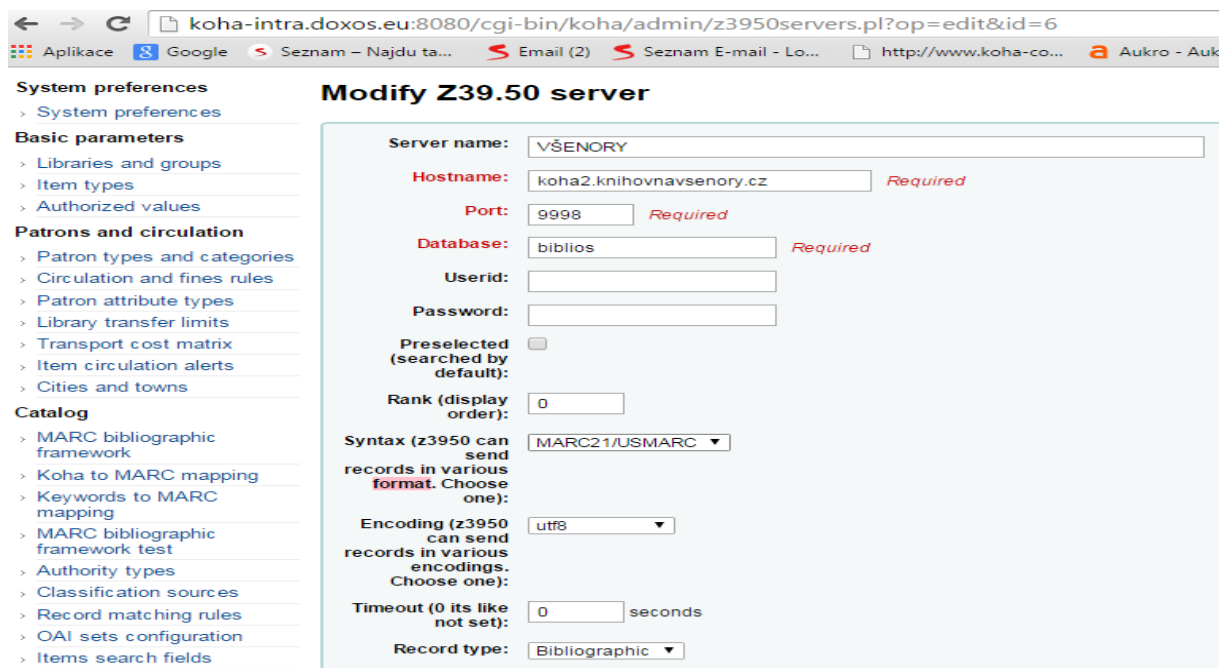 koha-intra.doxos.eu:8080/cgi-bin/koha/admin/z3950servers.pl?op=edit&id=6
Aplikace Google Seznam – Najdu ta... Email (2) Seznam E-mail - Lo... http://www.koha-co... Aukro - Auk
System preferences
System preferences
Basic parameters
Libraries and groups
Item types
Authorized values
Patrons and circulation
Patron types and categories
Circulation and fines rules
Patron attribute types
Library transfer limits
Transport cost matrix
Item circulation alerts
Cities and towns
Catalog
MARC bibliographic
framework
Koha to MARC mapping
Keywords to MARC
mapping
MARC bibliographic
framework test
Authority types
Classification sources
Record matching rules
OAI sets configuration
Items search fields
Modify Z39.50 server
Server name: VŠENORY
Hostname: koha2.knihovnavsenory.cz Required
Port: 9998 Required
Database: biblios Required
Userid:
Password:
Preselected
(searched by
default):
Rank (display
order): 0
Syntax (z3950 can MARC21/USMARC
send
records in various
format. Choose
one):
Encoding (z3950 utf8
can send
records in various
encodings.
Choose one):
Timeout (0 its like
not set): 0 seconds
Record type: Bibliographic